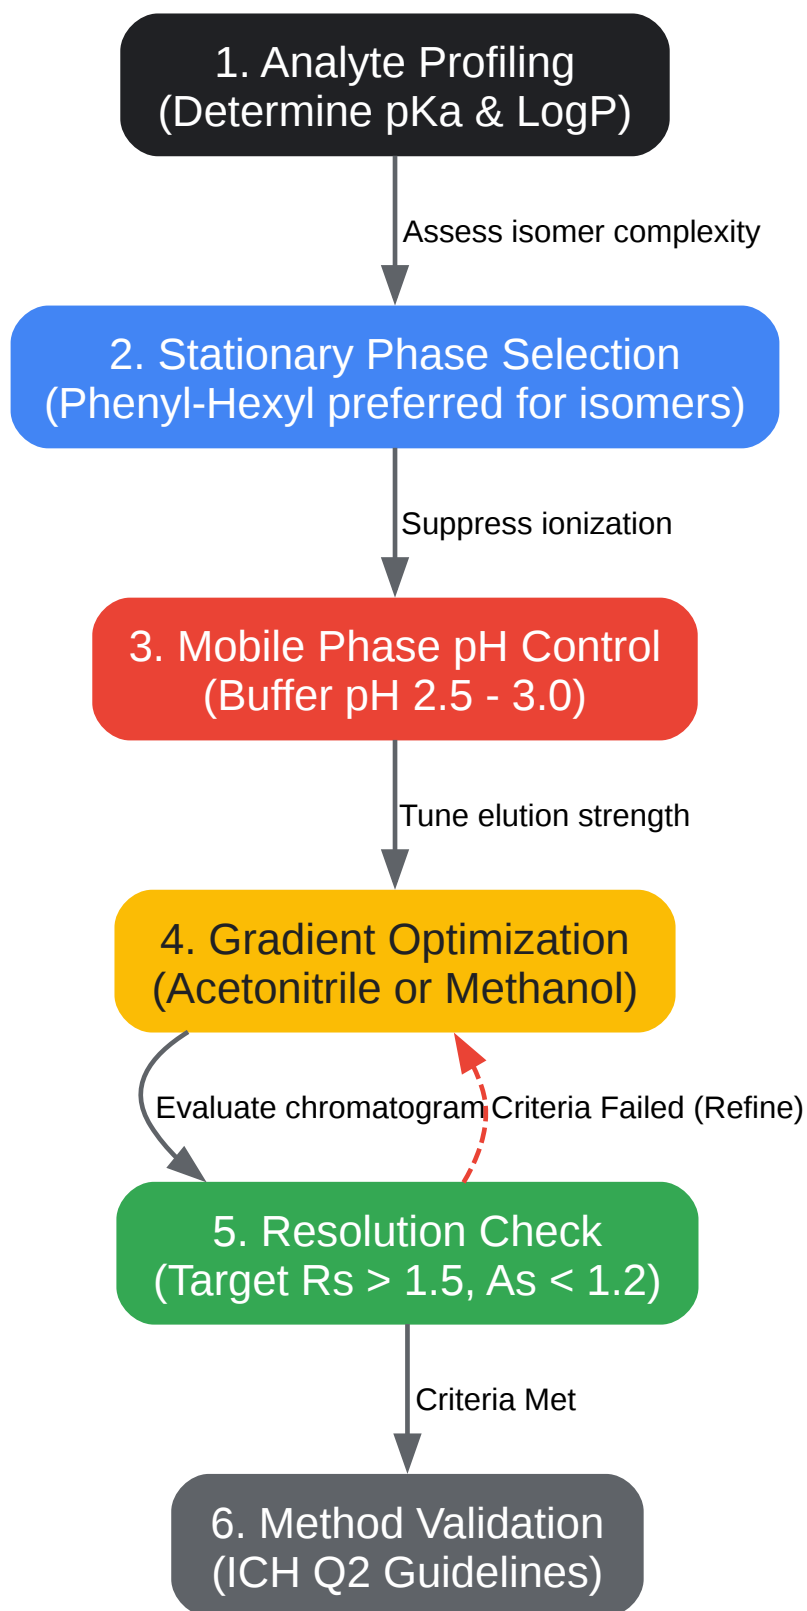 1. Analyte Profiling
(Determine pKa & LogP)
Assess isomer complexity
2. Stationary Phase Selection
(Phenyl-Hexyl preferred for isomers)
Suppress ionization
3. Mobile Phase pH Control
(Buffer pH 2.5 - 3.0)
Tune elution strength
4. Gradient Optimization
(Acetonitrile or Methanol)
Evaluate chromatogram
Criteria Failed (Refine)
5. Resolution Check
(Target Rs > 1.5, As < 1.2)
Criteria Met
6. Method Validation
(ICH Q2 Guidelines)